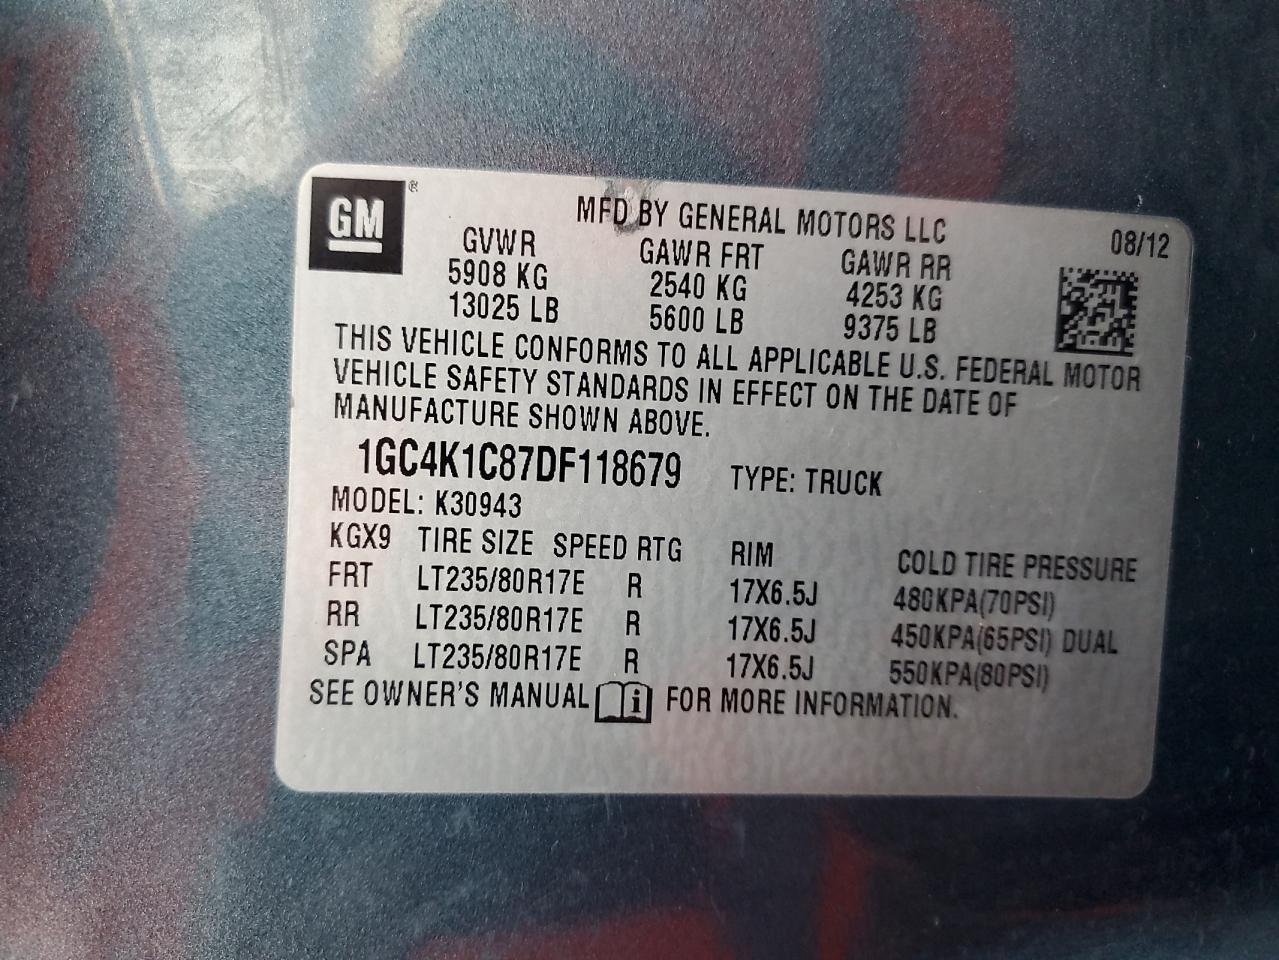 GM ®
MFD BY GENERAL MOTORS LLC
08/12
GVWR GAWR FRT GAWR RR
5908 KG 2540 KG 4253 KG
13025 LB 5600 LB 9375 LB
THIS VEHICLE CONFORMS TO ALL APPLICABLE U.S. FEDERAL MOTOR
VEHICLE SAFETY STANDARDS IN EFFECT ON THE DATE OF
MANUFACTURE SHOWN ABOVE.
1GC4K1C87DF118679 TYPE: TRUCK
MODEL: K30943
KGX9 TIRE SIZE SPEED RTG RIM COLD TIRE PRESSURE
FRT LT235/80R17E R 17X6.5J 480KPA(70PSI)
RR LT235/80R17E R 17X6.5J 450KPA(65PSI) DUAL
SPA LT235/80R17E R 17X6.5J 550KPA(80PSI)
SEE OWNER'S MANUAL i FOR MORE INFORMATION.